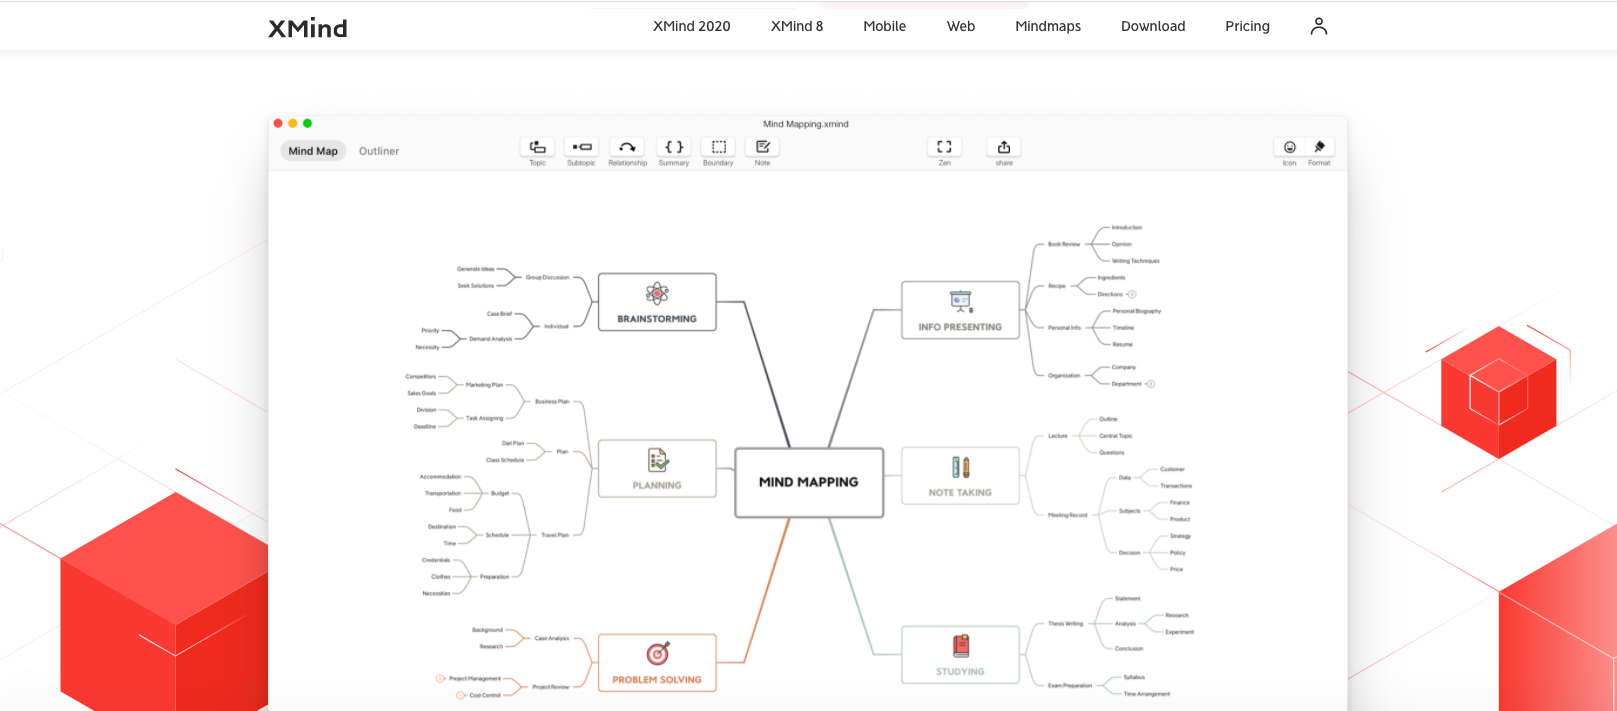 XMind
XMind 2020
XMind 8
Mobile
Web
Mindmaps
Download
Pricing
Mind Mapping.xmind
Mind Map
Outliner
Topic
Subtopic
Relationship
Summary
Boundary
Note
Zen
share
Icon
Format
Generate Ideas
Seek Solutions
Group Discussion
Case Brief
Individual
Priority
Demand Analysis
Necessity
BRAINSTORMING
Competitors
Marketing Plan
Sales Goals
Business Plan
Division
Task Assigning
Deadline
Diet Plan
Plan
Class Schedule
Accommodation
Transportation
Budget
Food
Destination
Schedule
Travel Plan
Time
Credentials
Clothes
Preparation
Necessities
PLANNING
Background
Case Analysis
Research
Project Management
Project Review
Cost Control
PROBLEM SOLVING
MIND MAPPING
INFO PRESENTING
Book Review
Introduction
Opinion
Writing Techniques
Recipe
Ingredients
Directions
Personal Info
Personal Biography
Timeline
Resume
Organization
Company
Department
NOTE TAKING
Lecture
Outline
Central Topic
Questions
Meeting Record
Data
Customer
Transactions
Subjects
Finance
Product
Decision
Strategy
Policy
Price
STUDYING
Thesis Writing
Statement
Analysis
Research
Experiment
Conclusion
Exam Preparation
Syllabus
Time Arrangement